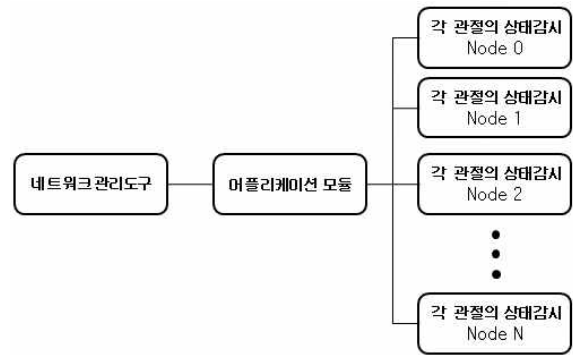 각 관절의 상태감시
Node 0
각 관절의 상태감시
Node 1
네트워크관리도구
어플리케이션 모듈
각 관절의 상태감시
Node 2
각 관절의 상태감시
Node N